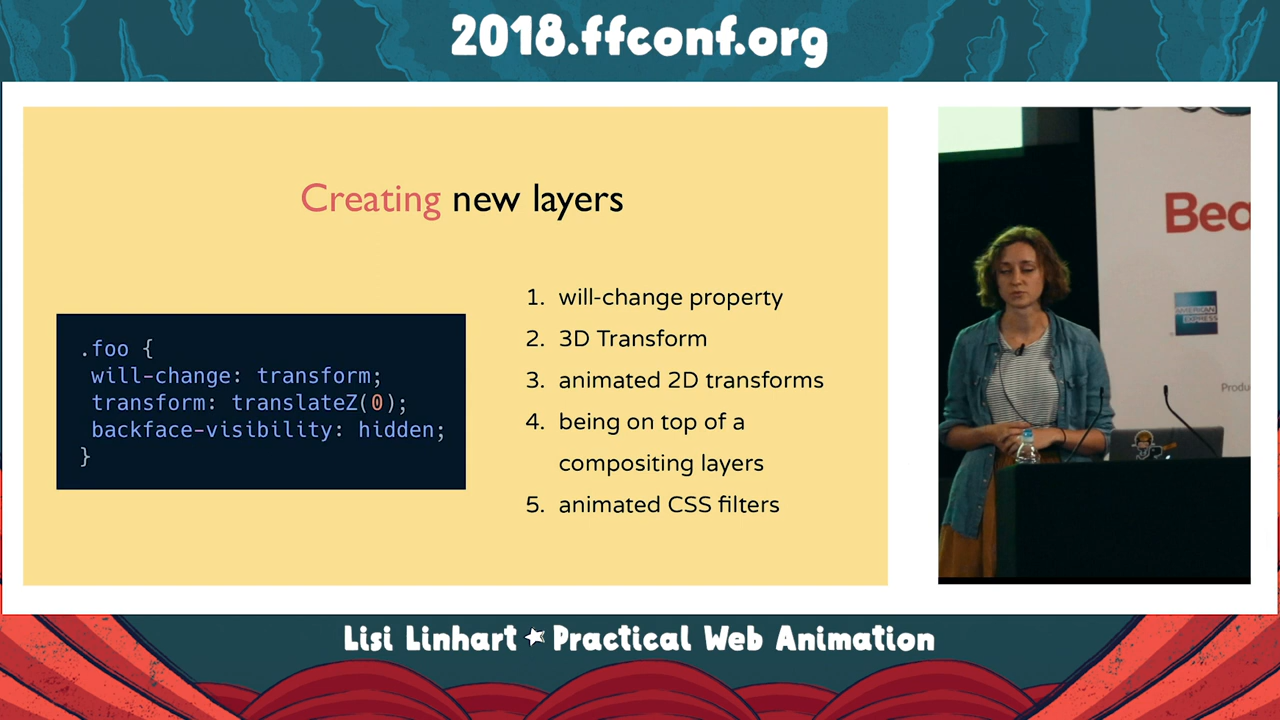 2018.ffconf.org
Creating new layers
.foo {
will-change: transform;
transform: translateZ(0);
backface-visibility: hidden;
}
1. will-change property
2. 3D Transform
3. animated 2D transforms
4. being on top of a
compositing layers
5. animated CSS filters
Bea
AMERICAN
EXPRESS
Produ
Lisi Linhart ★ Practical Web Animation